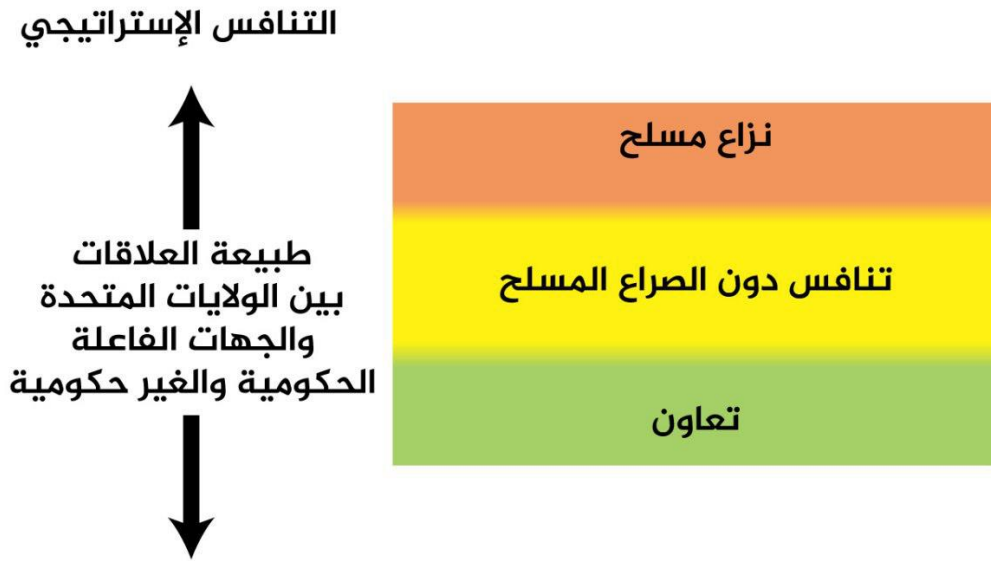 التنافس الإستراتيجي
نزاع مسلح
تنافس دون الصراع المسلح
تعاون
طبيعة العلاقات
بين الولايات المتحدة
والجهات الفاعلة
الحكومية والغير حكومية